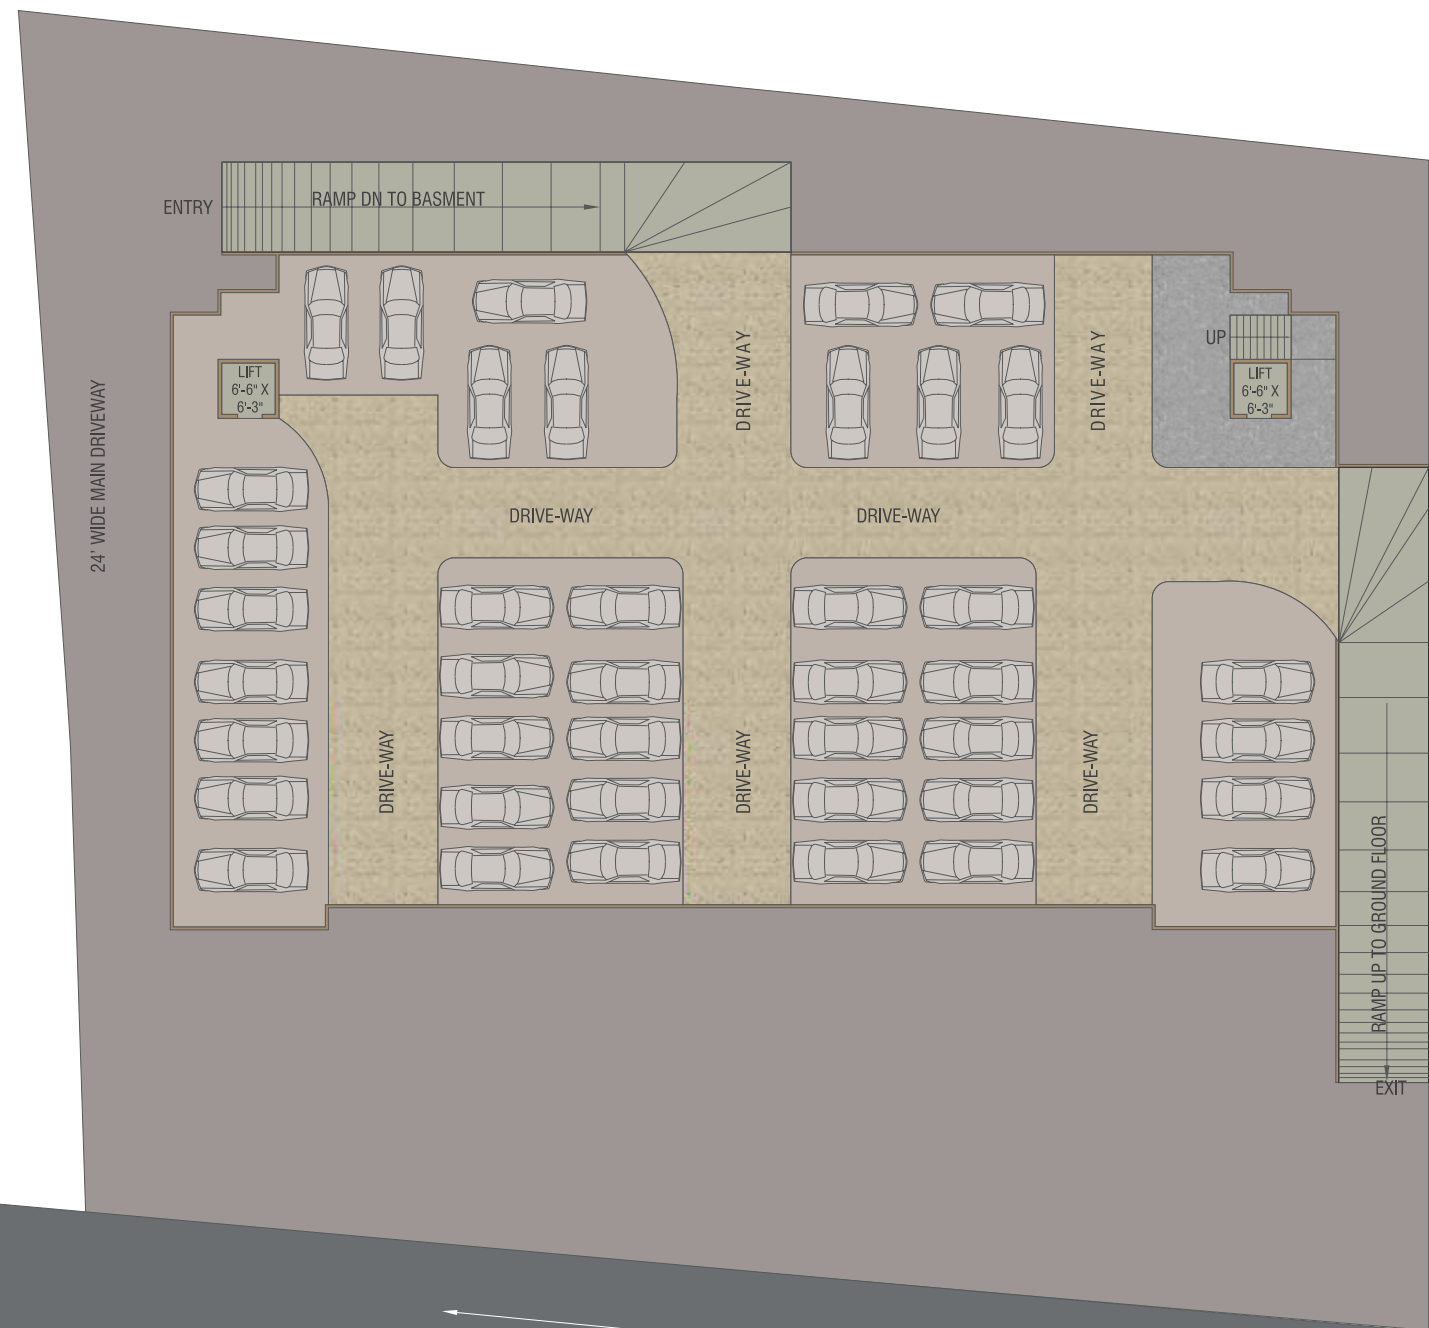 RAMP DN TO BASMENT
ENTRY
DRIVE-WAY
DRIVE-WAY
UP
LIFT
6'-6" X
6'-3"
LIFT
6'-6" X
6'-3"
24' WIDE MAIN DRIVEWAY
DRIVE-WAY
DRIVE-WAY
DRIVE-WAY
DRIVE-WAY
DRIVE-WAY
RAMP UP TO GROUND FLOOR
EXIT